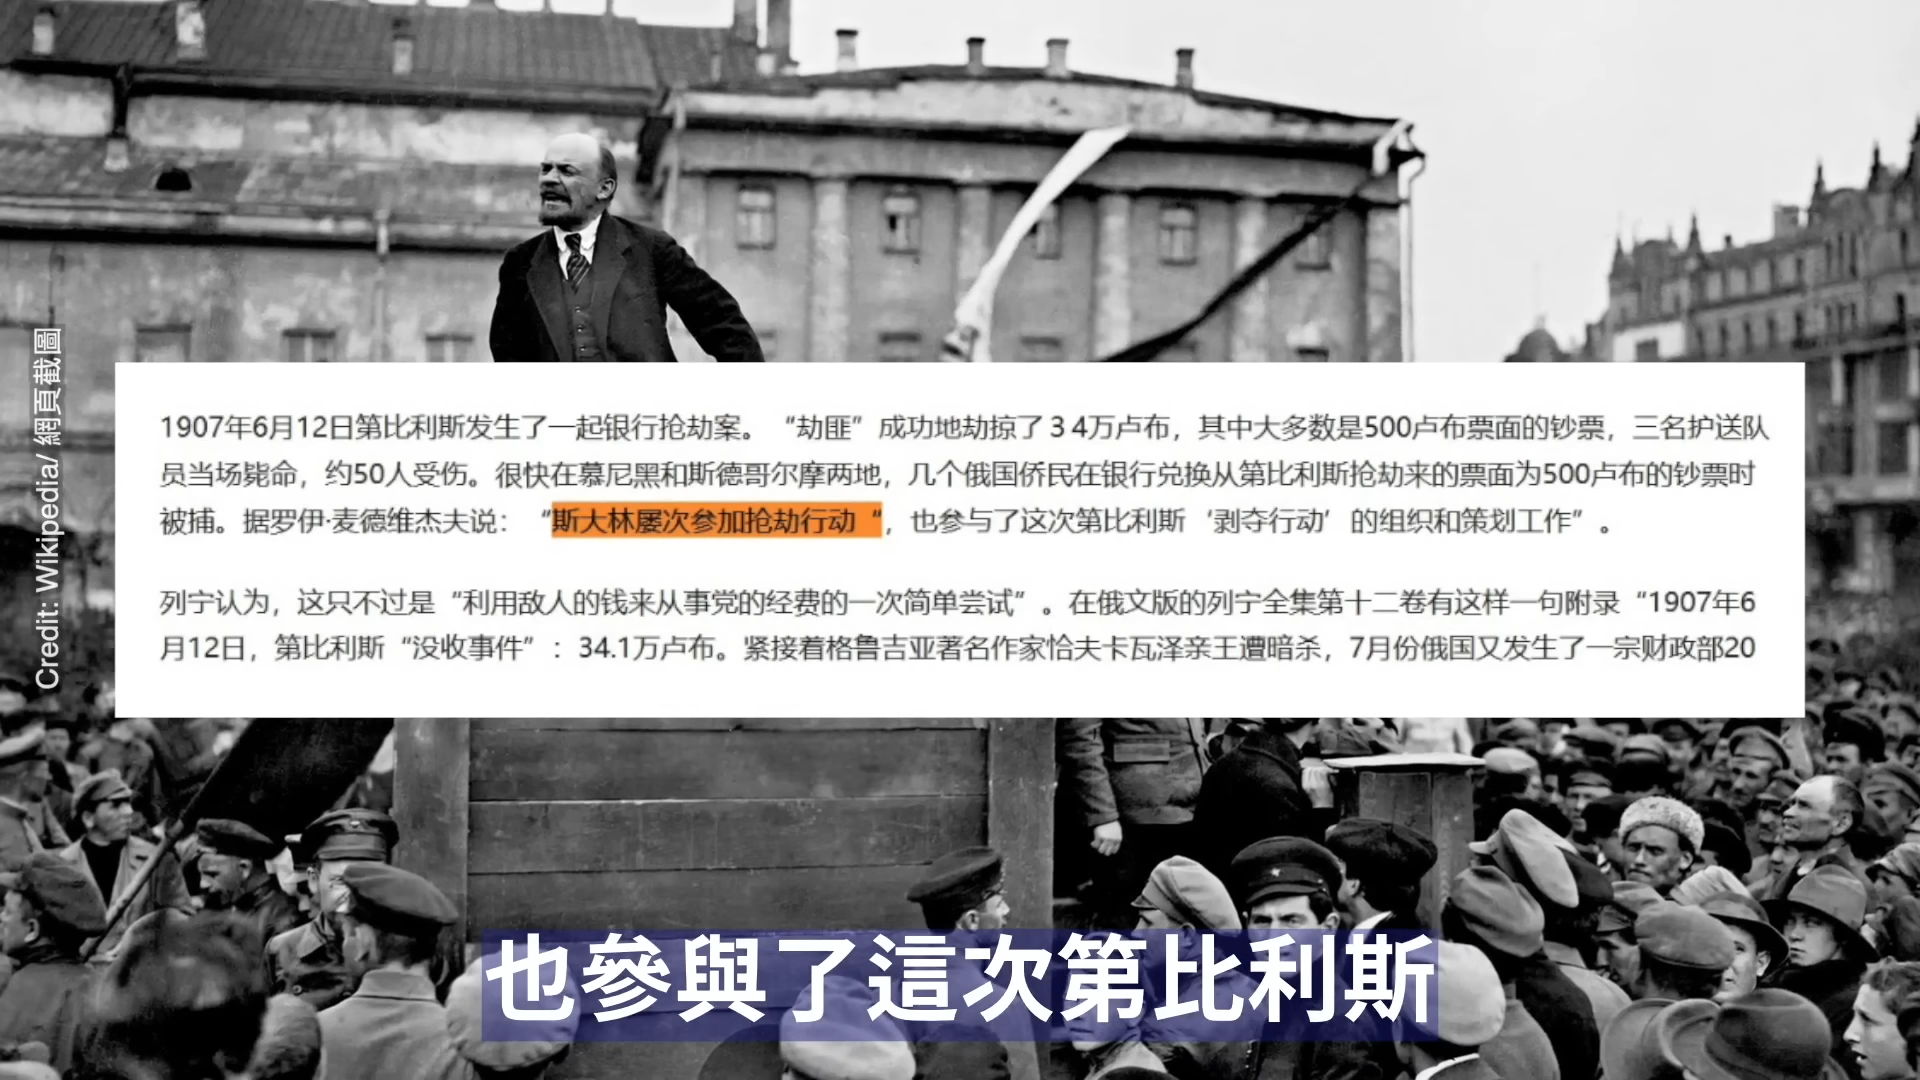 Credit: Wikipedia/ 網頁截圖
1907年6月12日第比利斯发生了一起银行抢劫案。 “劫匪”成功地劫掠了3 4万卢布，其中大多数是500卢布票面的钞票，三名护送队
员当场毙命，约50人受伤。很快在慕尼黑和斯德哥尔摩两地，几个俄国侨民在银行兑换从第比利斯抢劫来的票面为500卢布的钞票时
被捕。据罗伊·麦德维杰夫说： “斯大林屡次参加抢劫行动 “，也参与了这次第比利斯‘剥夺行动’的组织和策划工作”。
列宁认为，这只不过是“利用敌人的钱来从事党的经费的一次简单尝试”。在俄文版的列宁全集第十二卷有这样一句附录“1907年6
月12日，第比利斯“没收事件”：34.1万卢布。紧接着格鲁吉亚著名作家恰夫卡瓦泽亲王遭暗杀，7月份俄国又发生了一宗财政部20
也參與了這次第比利斯